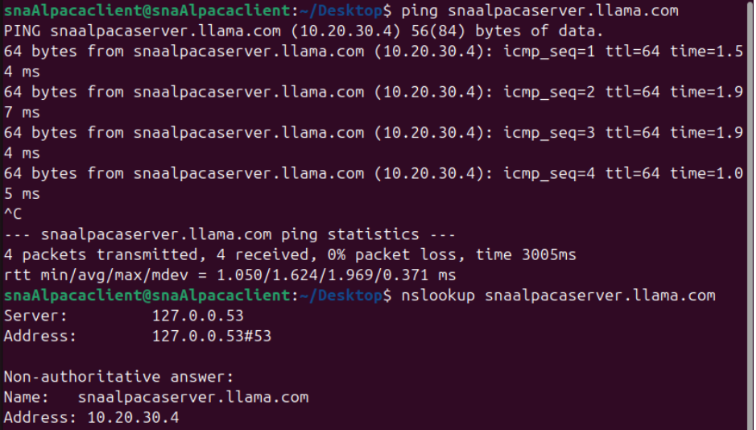 snaAlpacaclient@snaAlpacaclient:~/Desktop$ ping snaalpacaserver.llama.com
PING snaalpacaserver.llama.com (10.20.30.4) 56(84) bytes of data.
64 bytes from snaalpacaserver.llama.com (10.20.30.4): icmp_seq=1 ttl=64 time=1.5
4 ms
64 bytes from snaalpacaserver.llama.com (10.20.30.4): icmp_seq=2 ttl=64 time=1.9
7 ms
64 bytes from snaalpacaserver.llama.com (10.20.30.4): icmp_seq=3 ttl=64 time=1.9
4 ms
64 bytes from snaalpacaserver.llama.com (10.20.30.4): icmp_seq=4 ttl=64 time=1.0
5 ms
^C
--- snaalpacaserver.llama.com ping statistics ---
4 packets transmitted, 4 received, 0% packet loss, time 3005ms
rtt min/avg/max/mdev = 1.050/1.624/1.969/0.371 ms
snaAlpacaclient@snaAlpacaclient:~/Desktop$ nslookup snaalpacaserver.llama.com
Server:         127.0.0.53
Address:        127.0.0.53#53

Non-authoritative answer:
Name:   snaalpacaserver.llama.com
Address: 10.20.30.4